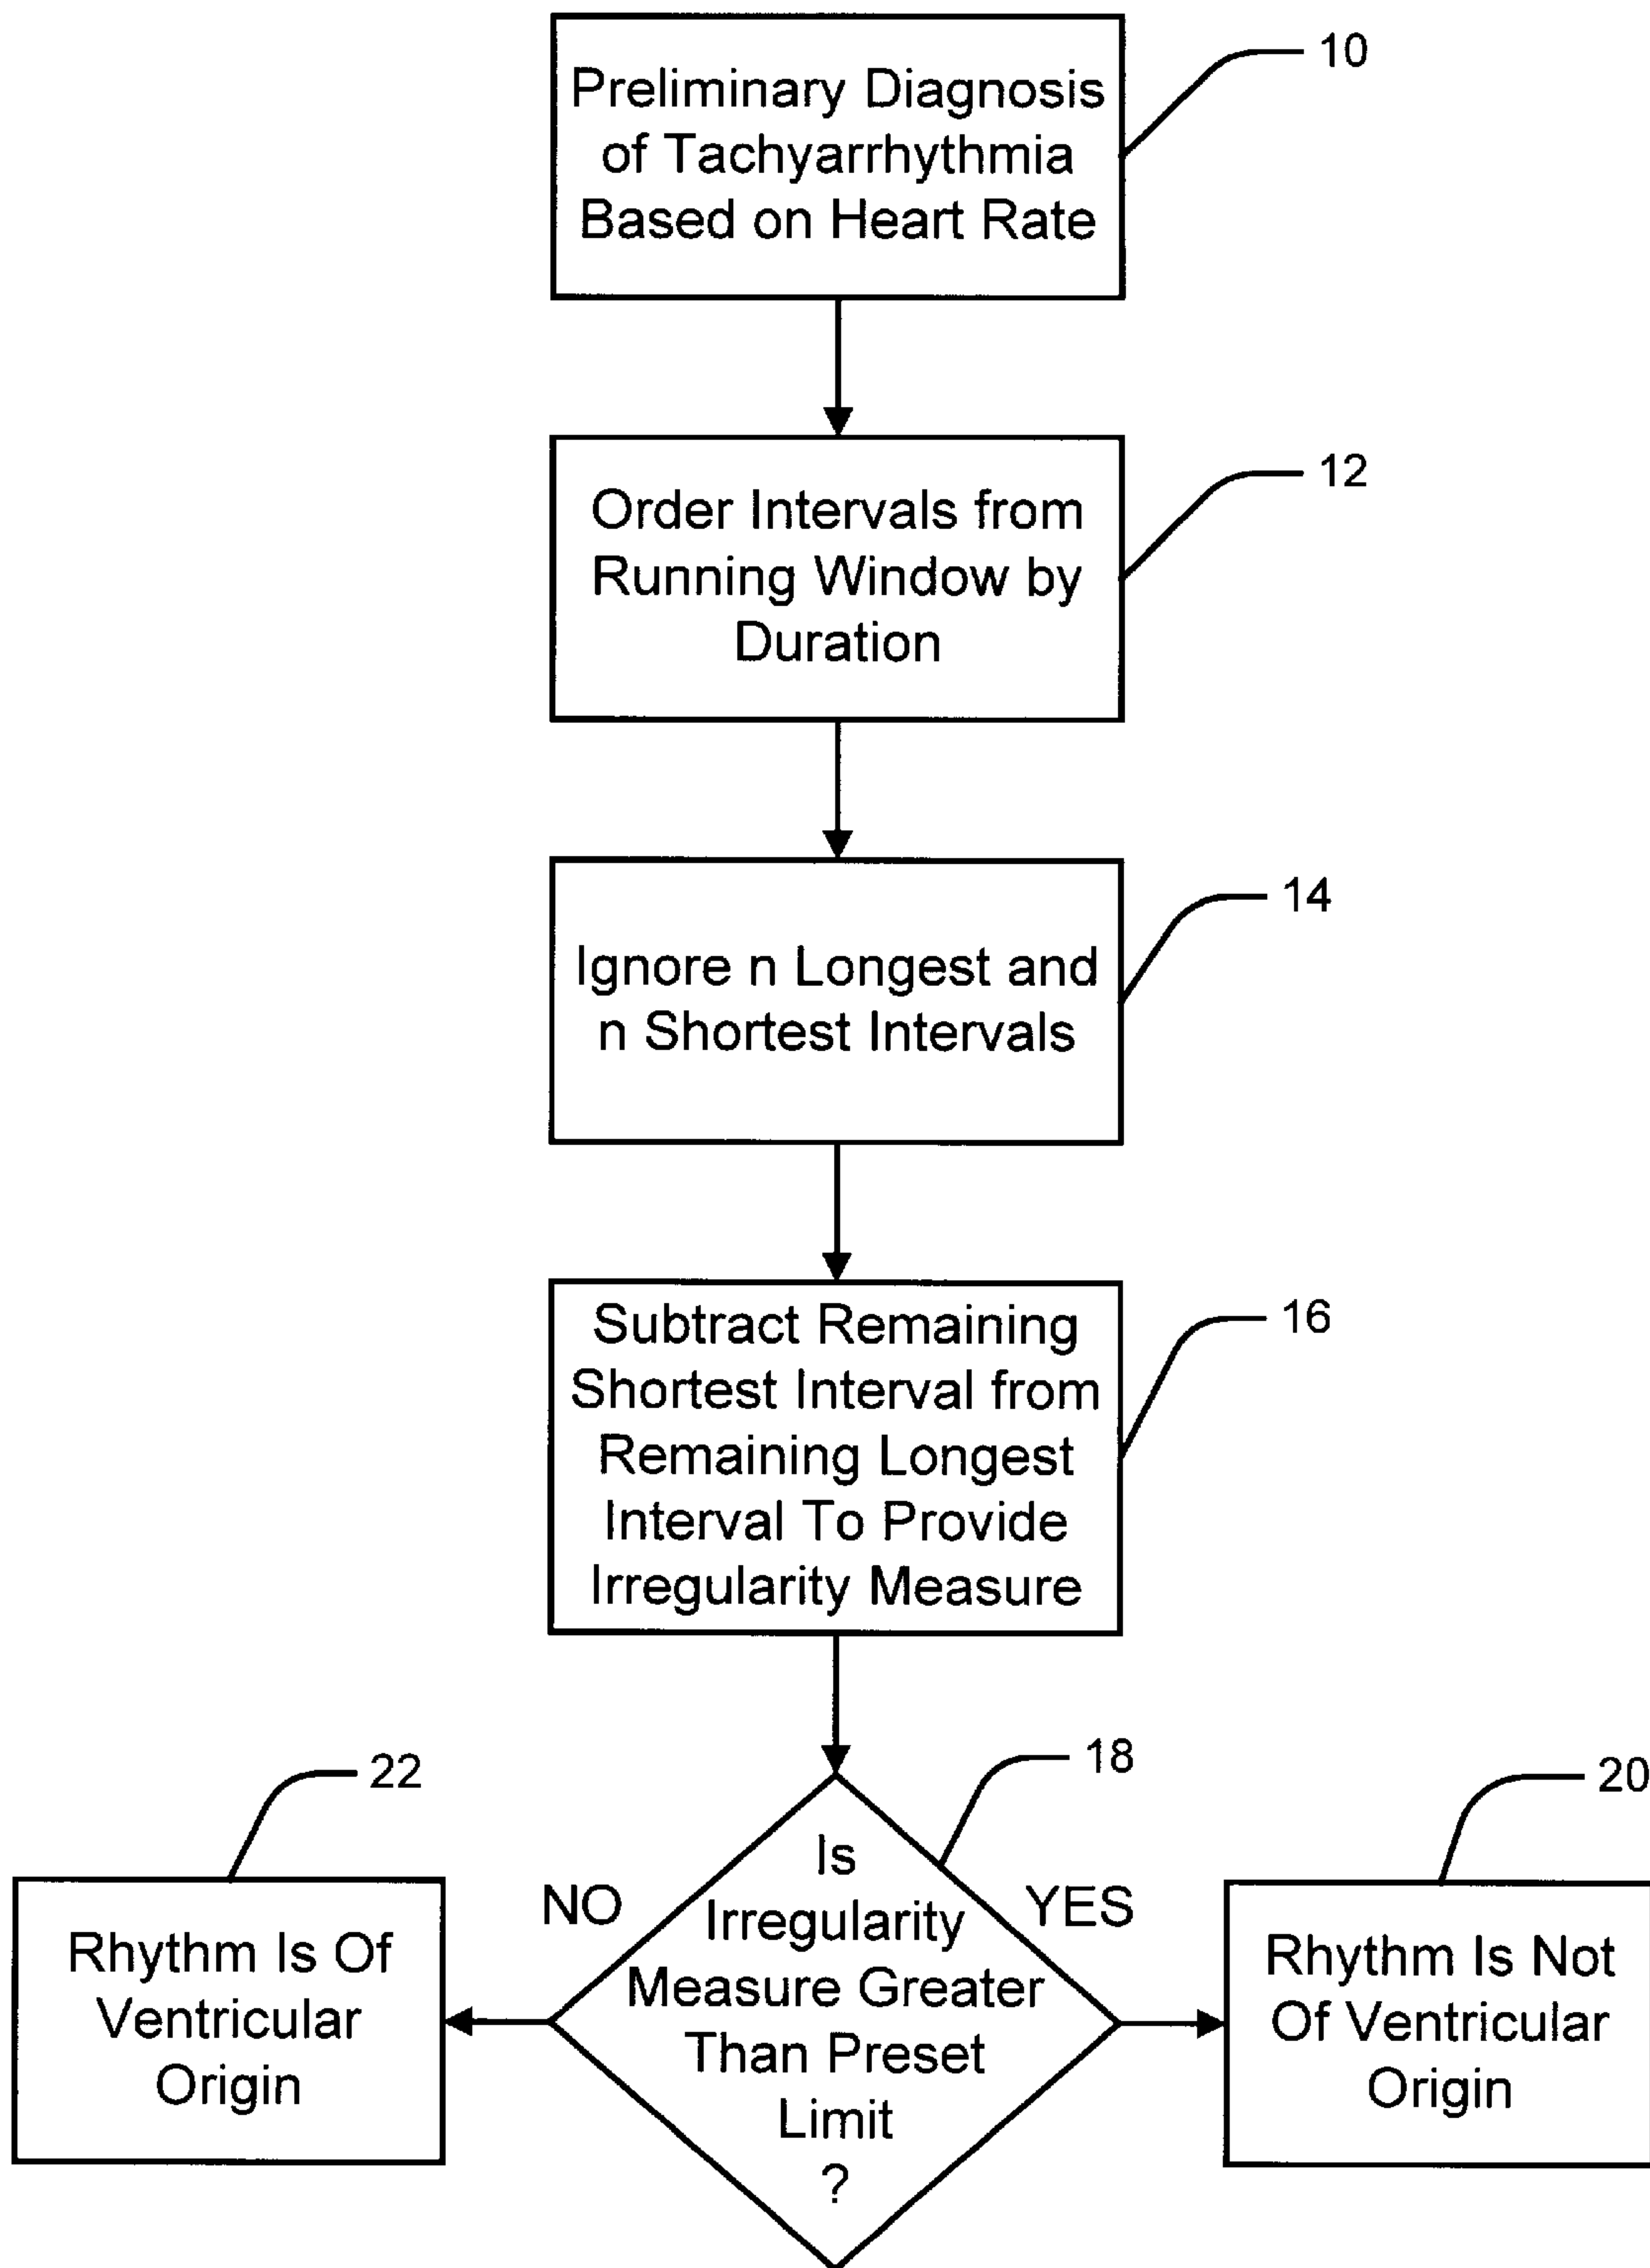 10
Preliminary Diagnosis
of Tachyarrhythmia
Based on Heart Rate
12
Order Intervals from
Running Window by
Duration
14
Ignore n Longest and
n Shortest Intervals
16
Subtract Remaining
Shortest Interval from
Remaining Longest
Interval To Provide
Irregularity Measure
18
Is
Irregularity
Measure Greater
Than Preset
Limit
?
NO
YES
22
Rhythm Is Of
Ventricular
Origin
20
Rhythm Is Not
Of Ventricular
Origin